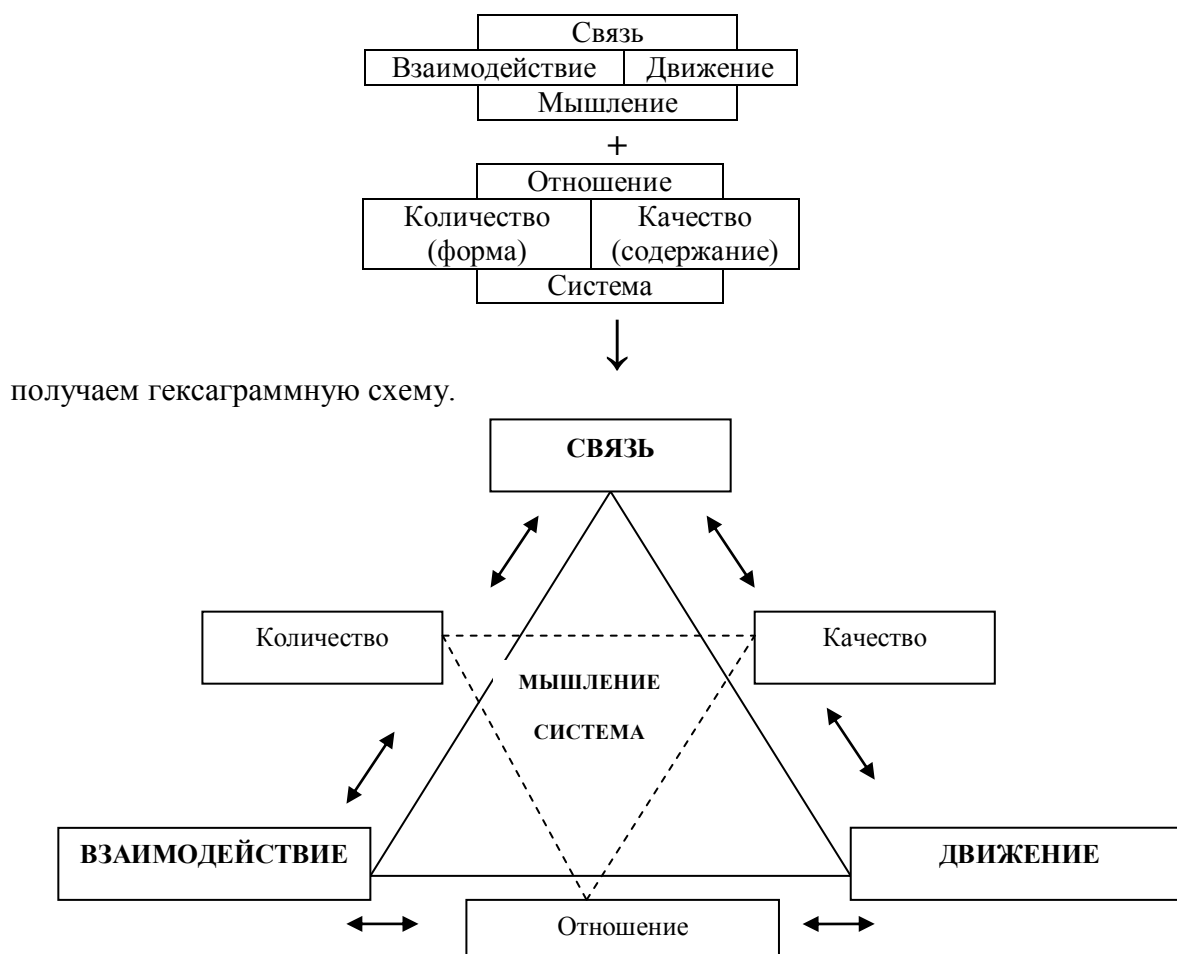 Связь
Взаимодействие Движение
Мышление
+
Отношение
Количество Качество
(форма) (содержание)
Система
получаем гексаграммную схему.
СВЯЗЬ
Количество Качество
МЫШЛЕНИЕ
СИСТЕМА
ВЗАИМОДЕЙСТВИЕ ДВИЖЕНИЕ
Отношение